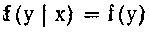 f(y | x) = f(y)